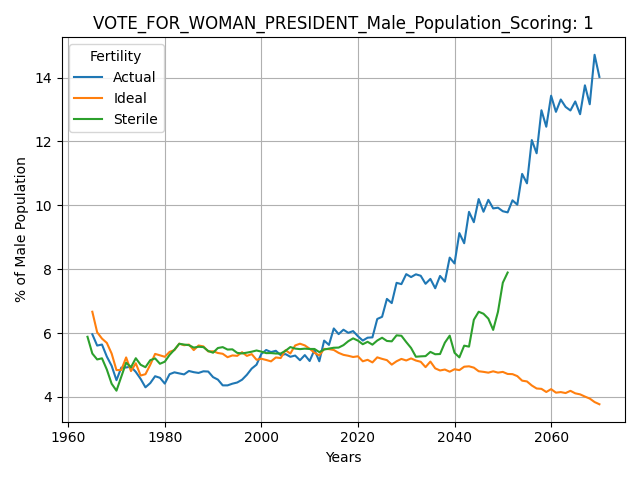 VOTE_FOR_WOMAN_PRESIDENT_Male_Population_Scoring: 1
Fertility
Actual
Ideal
Sterile
% of Male Population
14
12
10
8
6
4
1960
1980
2000
2020
2040
2060
Years